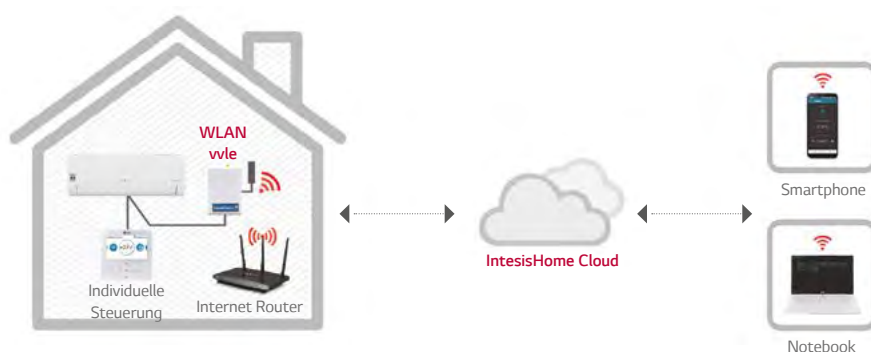 WLAN
vvle
Individuelle
Steuerung
Internet Router
IntesisHome Cloud
Smartphone
Notebook